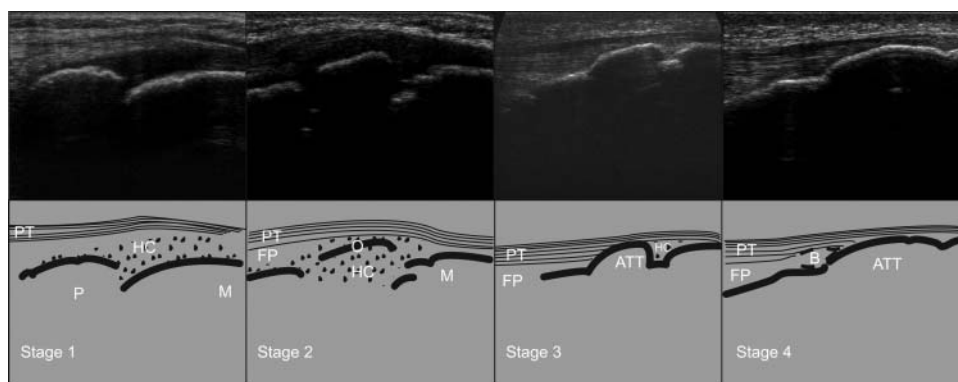 PT
HC
P
M
Stage 1
PT
O
FP
HC
M
Stage 2
PT
HC
ATT
FP
Stage 3
PT
B
FP
ATT
Stage 4